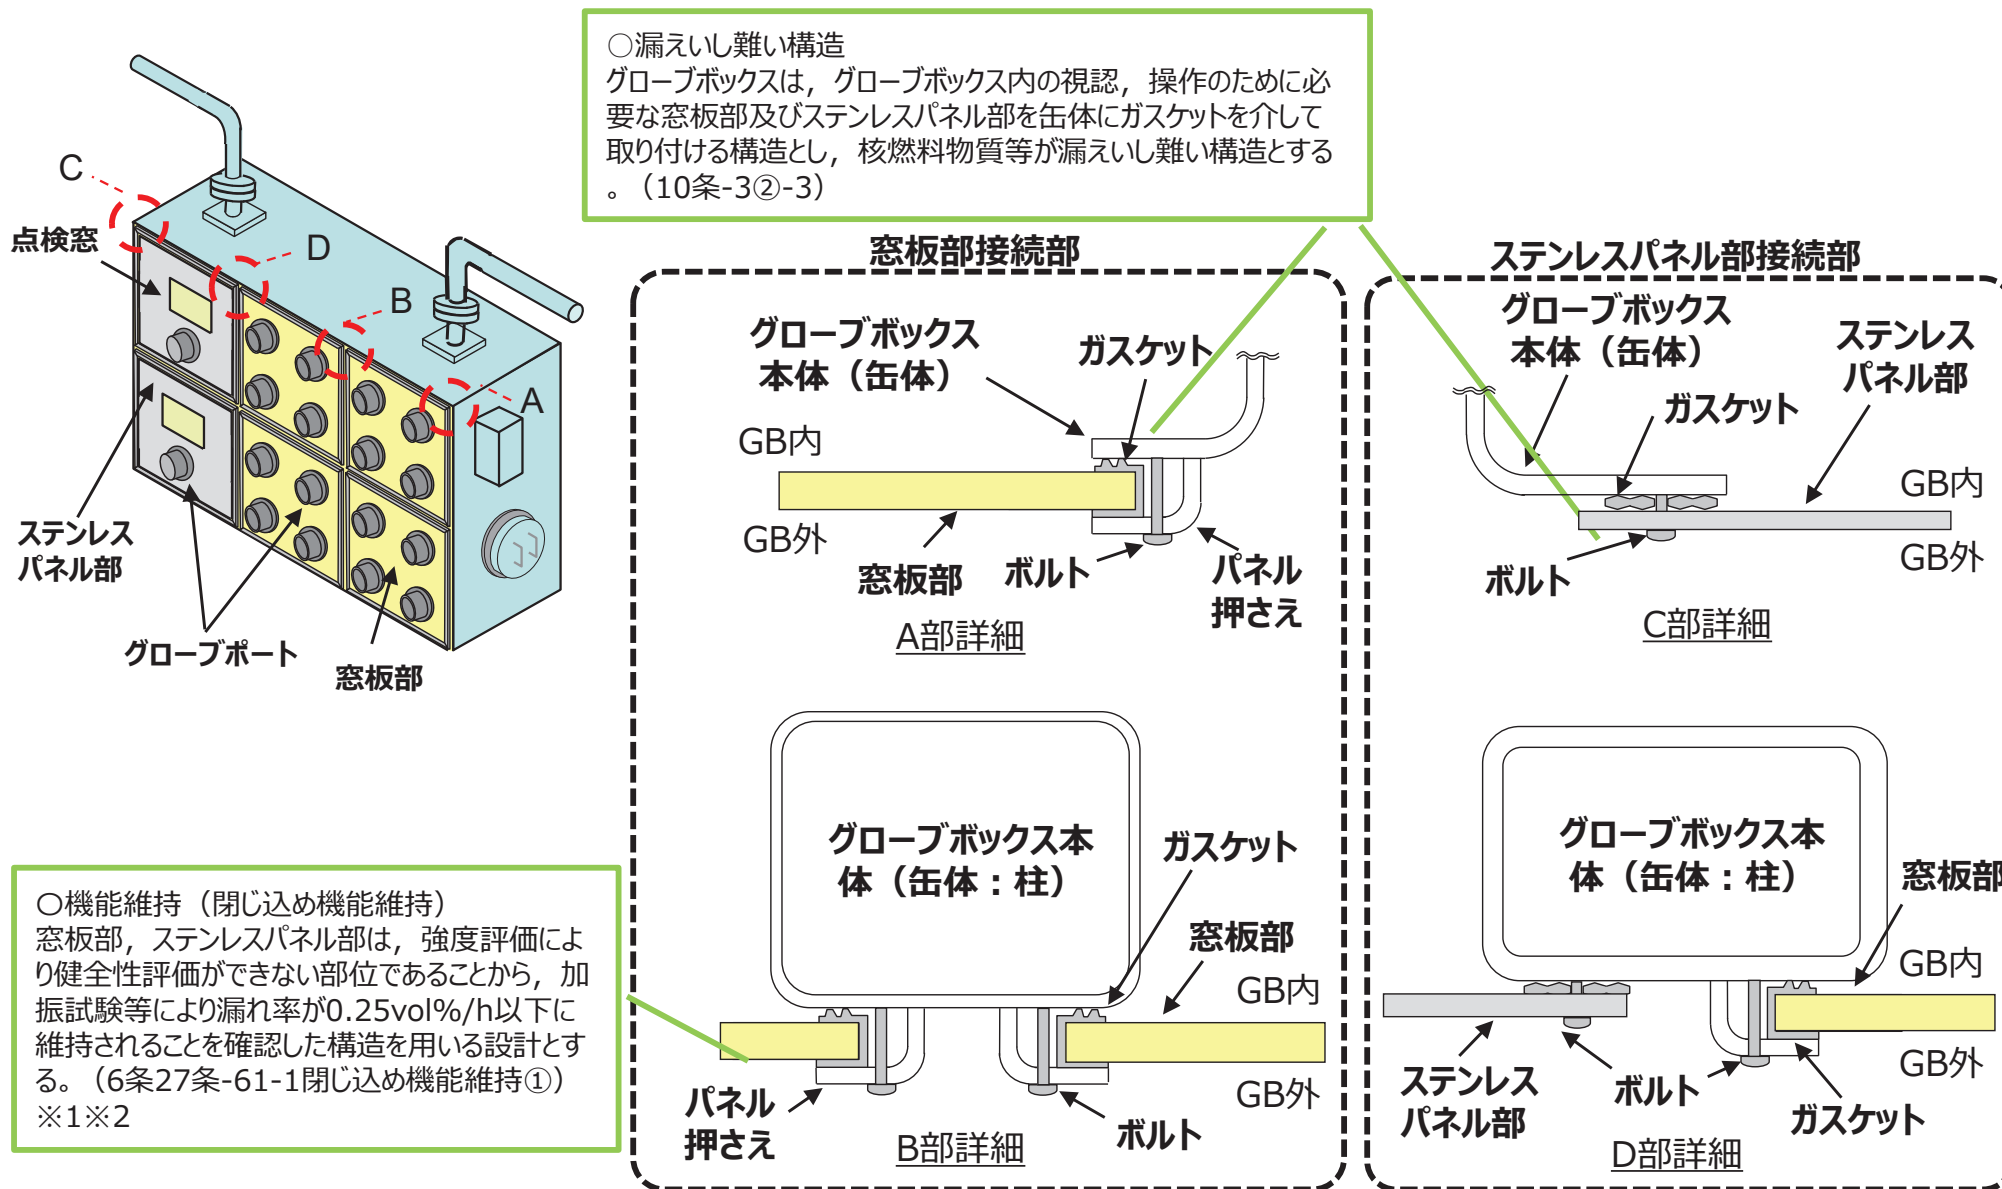 ○漏えいし難い構造
グローブボックスは，グローブボックス内の視認，操作のために必
要な窓板部及びステンレスパネル部を缶体にガスケットを介して
取り付ける構造とし，核燃料物質等が漏えいし難い構造とする
。（10条-3②-3）
C
点検窓
D
B
A
ステンレス
パネル部
グローブポート
窓板部
窓板部接続部
グローブボックス
本体（缶体）
ガスケット
GB内
GB外
窓板部
ボルト
パネル
押さえ
A部詳細
グローブボックス本
体（缶体：柱）
ガスケット
窓板部
GB内
GB外
パネル
押さえ
ボルト
B部詳細
ステンレスパネル部接続部
グローブボックス
本体（缶体）
ステンレス
パネル部
ガスケット
GB内
GB外
ボルト
C部詳細
グローブボックス本
体（缶体：柱）
窓板部
GB内
GB外
ステンレス
パネル部
ボルト
ガスケット
D部詳細
○機能維持（閉じ込め機能維持）
窓板部，ステンレスパネル部は，強度評価によ
り健全性評価ができない部位であることから，加
振試験等により漏れ率が0.25vol%/h以下に
維持されることを確認した構造を用いる設計とす
る。（6条27条-61-1閉じ込め機能維持①）
※1※2